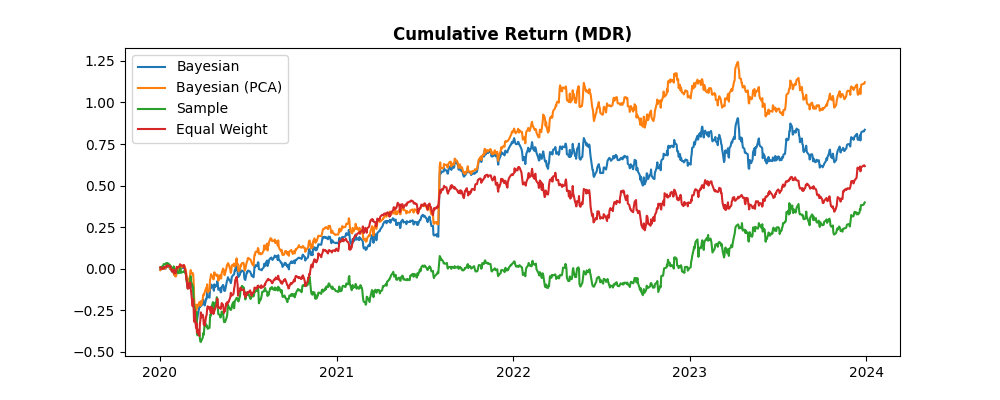 Cumulative Return (MDR)
Bayesian
Bayesian (PCA)
Sample
Equal Weight
1.25
1.00
0.75
0.50
0.25
0.00
−0.25
−0.50
2020
2021
2022
2023
2024